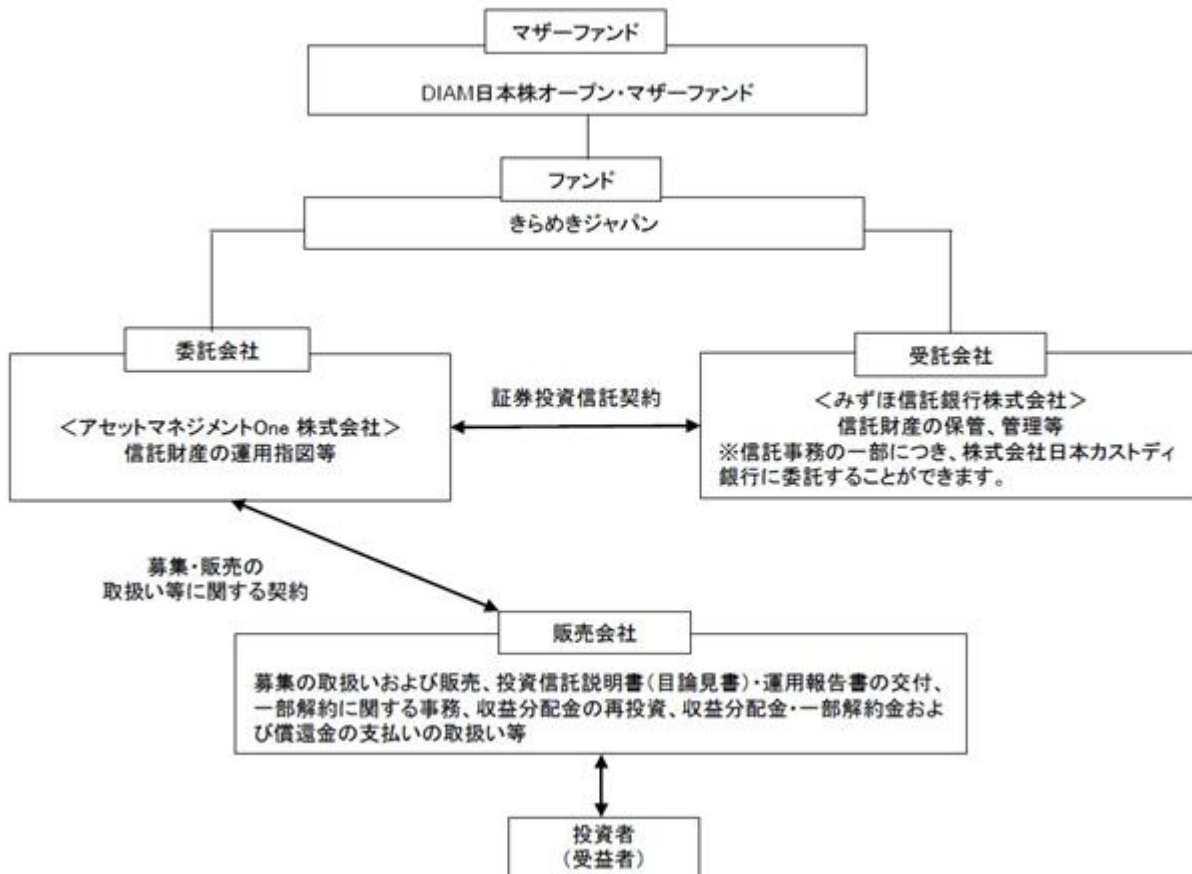 マザーファンド
DIAM日本株オープン・マザーファンド
ファンド
きらめきジャパン
委託会社
＜アセットマネジメントOne 株式会社＞
信託財産の運用指図等
証券投資信託契約
受託会社
＜みずほ信託銀行株式会社＞
信託財産の保管、管理等
※信託事務の一部につき、株式会社日本カストディ
銀行に委託することができます。
募集・販売の
取扱い等に関する契約
販売会社
募集の取扱いおよび販売、投資信託説明書（目論見書）・運用報告書の交付、
一部解約に関する事務、収益分配金の再投資、収益分配金・一部解約金およ
び償還金の支払いの取扱い等
投資者
（受益者）